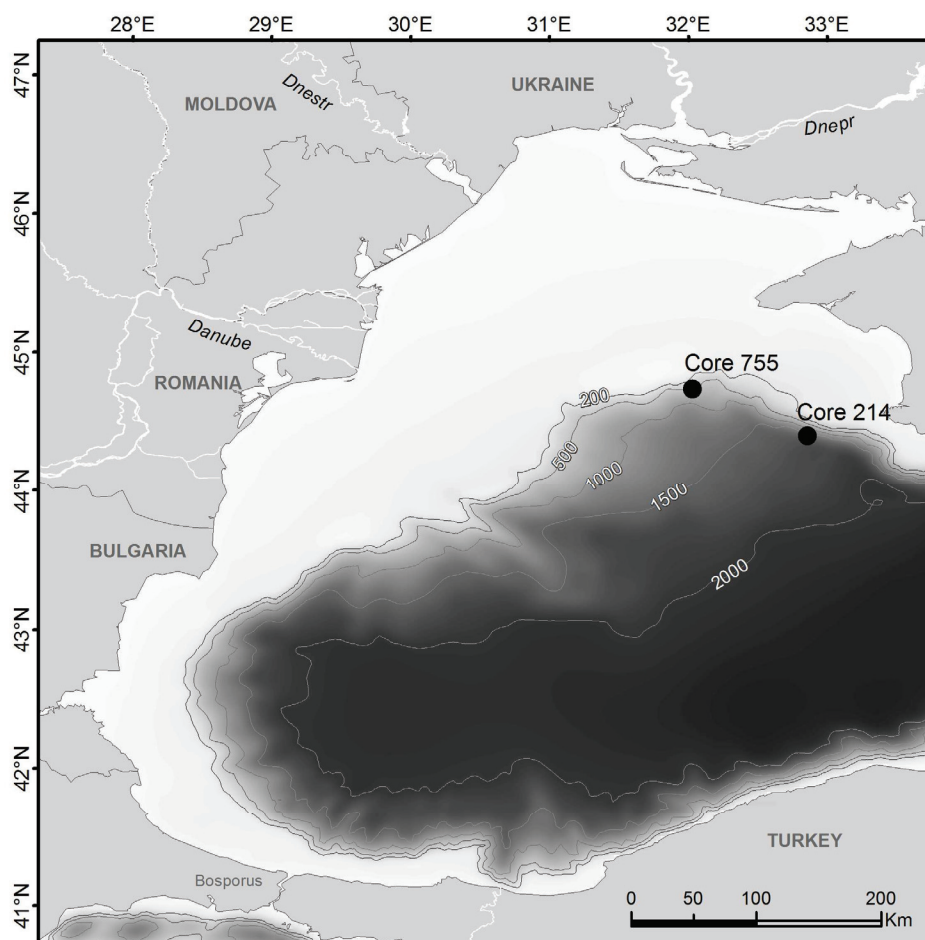 28°E 29°E 30°E 31°E 32°E 33°E
47°N
MOLDOVA
Dnestr
UKRAINE
Dnepr
46°N
Danube
45°N
ROMANIA
Core 755
200
Core 214
500
1000
1500
44°N
BULGARIA
2000
43°N
42°N
TURKEY
Bosporus
41°N
0 50 100 200
Km